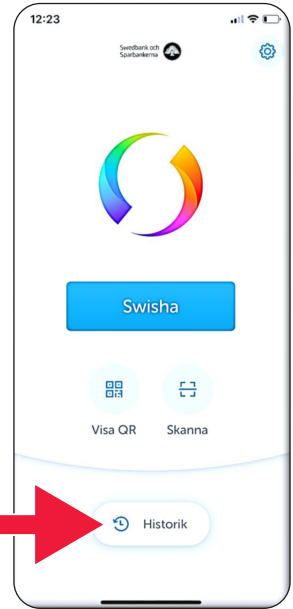 12:23
Swedbank och
Sparbankerna
Swisha
Visa QR Skanna
Historik